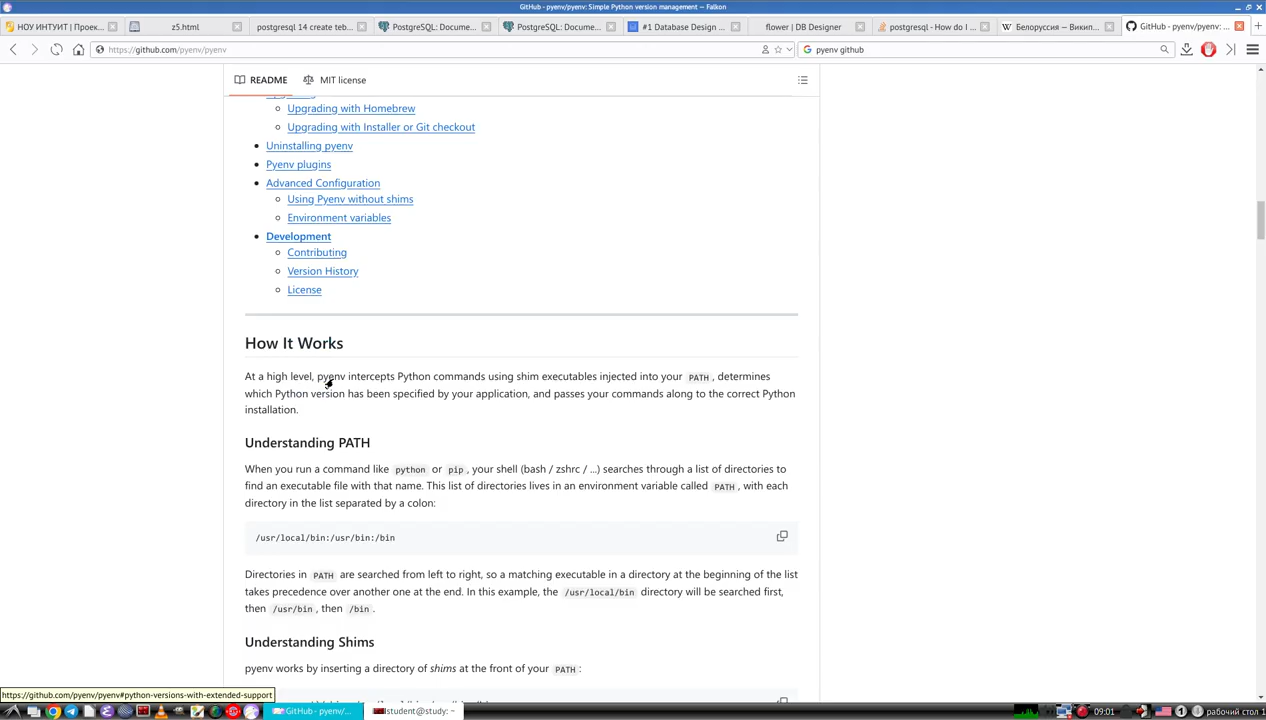 GitHub - pyenv/pyenv: Simple Python version management — Falkon
НОУ ИНТУИТ | Проек...
z5.html
postgresql 14 create teb...
PostgreSQL: Docume...
PostgreSQL: Docume...
#1 Database Design ...
flower | DB Designer
postgresql - How do I ...
Белоруссия — Викип...
GitHub - pyenv/pyenv: ...
https://github.com/pyenv/pyenv
pyenv github
README
MIT license
Upgrading with Homebrew
Upgrading with Installer or Git checkout
Uninstalling pyenv
Pyenv plugins
Advanced Configuration
Using Pyenv without shims
Environment variables
Development
Contributing
Version History
License
How It Works
At a high level, pyenv intercepts Python commands using shim executables injected into your PATH, determines
which Python version has been specified by your application, and passes your commands along to the correct Python
installation.
Understanding PATH
When you run a command like python or pip, your shell (bash / zshrc / ...) searches through a list of directories to
find an executable file with that name. This list of directories lives in an environment variable called PATH, with each
directory in the list separated by a colon:
/usr/local/bin:/usr/bin:/bin
Directories in PATH are searched from left to right, so a matching executable in a directory at the beginning of the list
takes precedence over another one at the end. In this example, the /usr/local/bin directory will be searched first,
then /usr/bin, then /bin.
Understanding Shims
pyenv works by inserting a directory of shims at the front of your PATH:
https://github.com/pyenv/pyenv#python-versions-with-extended-support
GitHub - pyenv/...
student@study: ~
09:01
1
рабочий стол 1